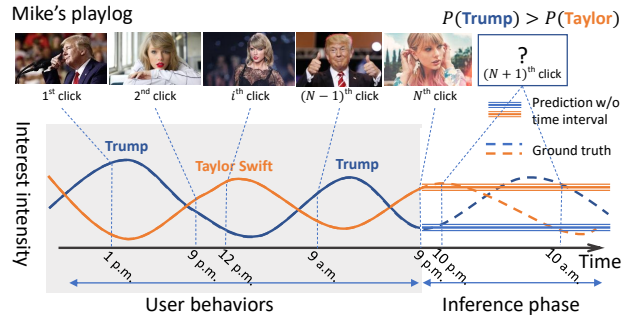 Mike's playlog
P(Trump) > P(Taylor)
?
(N + 1)th click
1st click
2nd click
ith click
(N − 1)th click
Nth click
Prediction w/o
time interval
Ground truth
Trump
Taylor Swift
Trump
Interest intensity
1 p.m.
9 p.m.
12 p.m.
9 a.m.
9 p.m.
10 p.m.
10 a.m.
Time
User behaviors
Inference phase